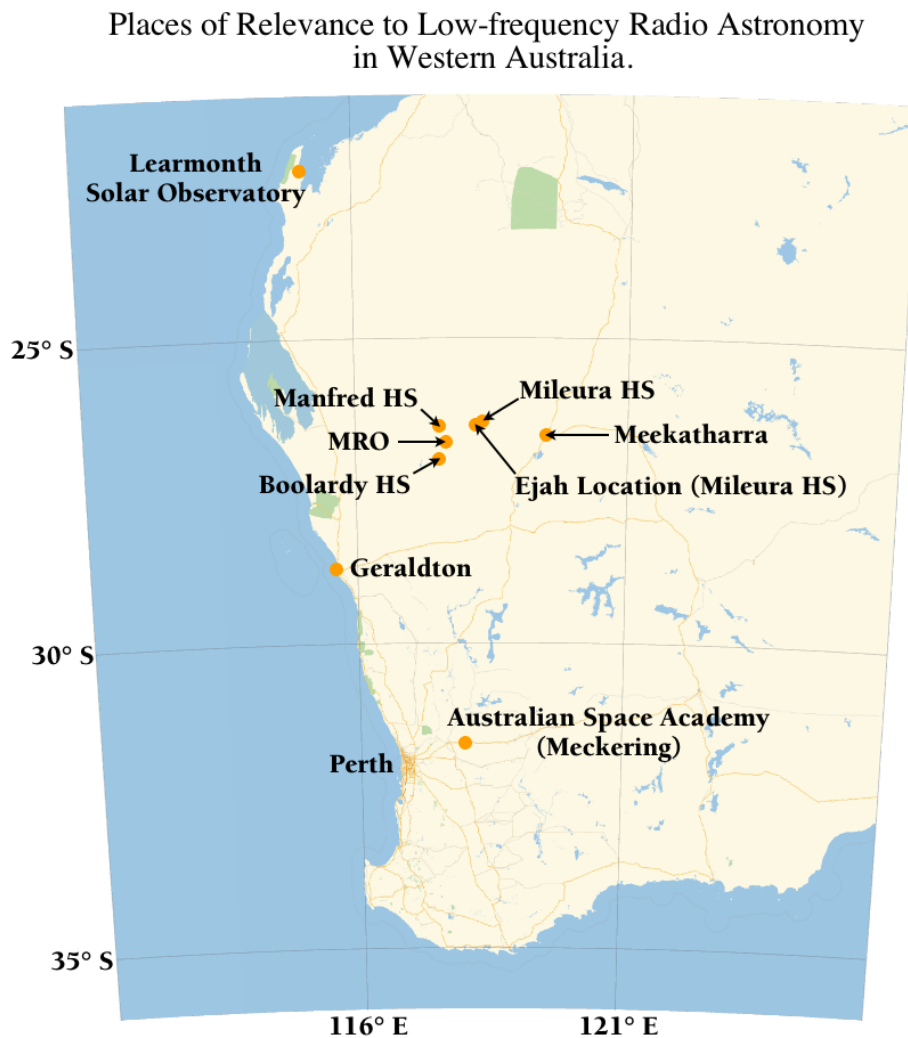 Places of Relevance to Low-frequency Radio Astronomy
in Western Australia.
Learmonth
Solar Observatory
25° S
Manfred HS
Mileura HS
MRO
Meekatharra
Boolardy HS
Ejah Location (Mileura HS)
Geraldton
30° S
Australian Space Academy
(Meckering)
Perth
35° S
116° E
121° E